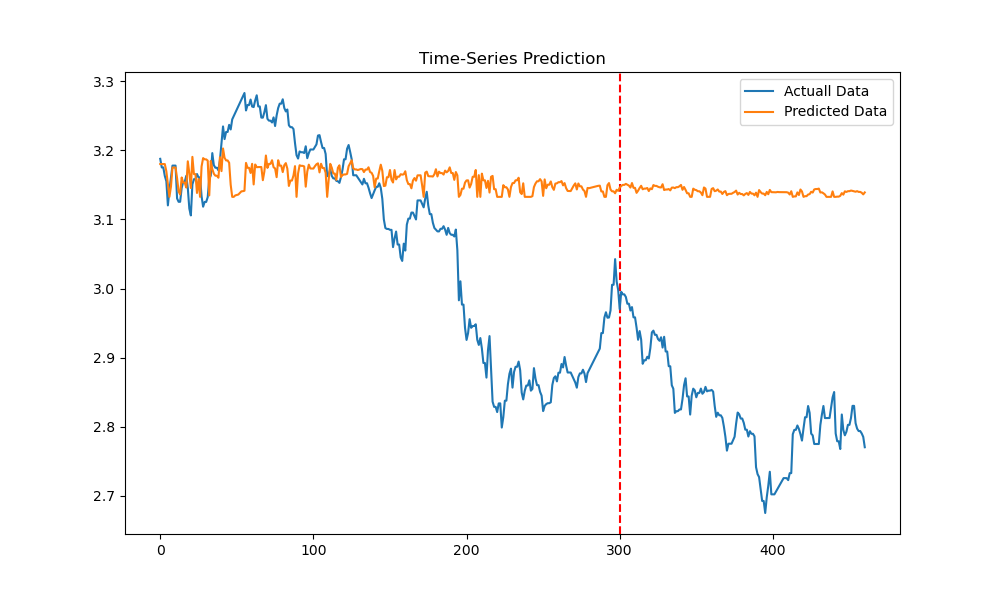 Time-Series Prediction
Actuall Data
Predicted Data
3.3
3.2
3.1
3.0
2.9
2.8
2.7
0 100 200 300 400